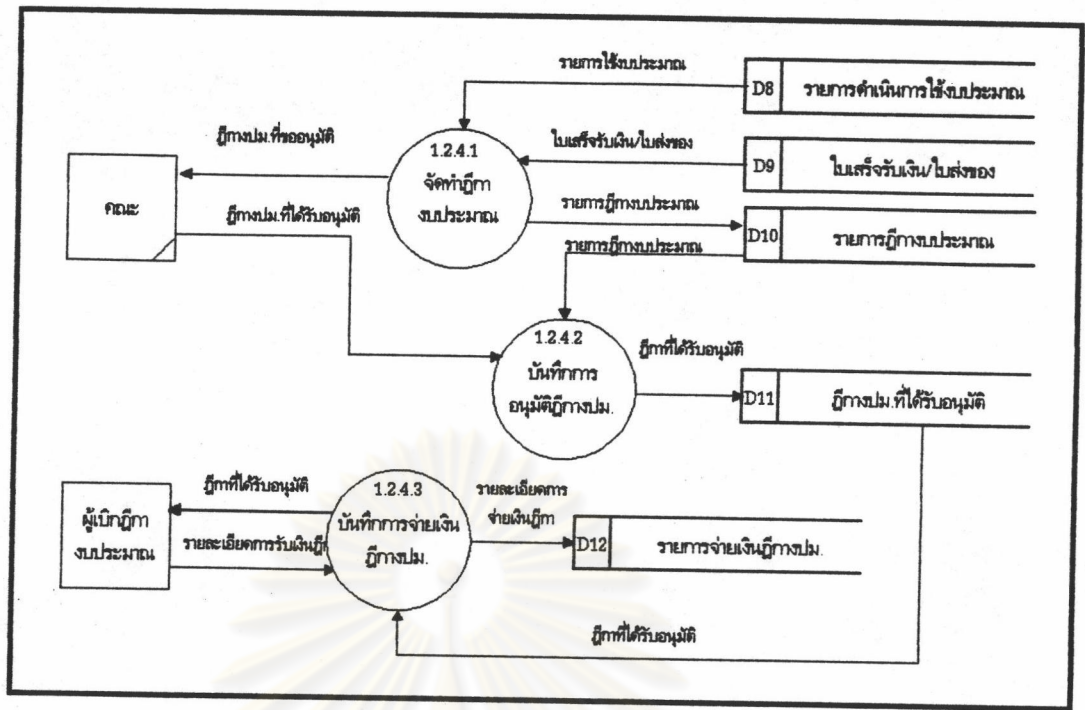 รายการใช้งบประมาณ
D8 รายการดำเนินการใช้งบประมาณ
ฎีกางปม.ที่ขออนุมัติ
1.2.4.1
จัดทำฎีกา
งบประมาณ
ใบเสร็จรับเงิน/ใบส่งของ
D9 ใบเสร็จรับเงิน/ใบส่งของ
คณะ
ฎีกางปม.ที่ได้รับอนุมัติ
รายการฎีกางบประมาณ
D10 รายการฎีกางบประมาณ
รายการฎีกางบประมาณ
1.2.4.2
บันทึกการ
อนุมัติฎีกางปม.
ฎีกาที่ได้รับอนุมัติ
D11 ฎีกางปม.ที่ได้รับอนุมัติ
ผู้เบิกฎีกา
งบประมาณ
ฎีกาที่ได้รับอนุมัติ
รายละเอียดการรับเงินฎีกา
1.2.4.3
บันทึกการจ่ายเงิน
ฎีกางปม.
รายละเอียดการ
จ่ายเงินฎีกา
D12 รายการจ่ายเงินฎีกางปม.
ฎีกาที่ได้รับอนุมัติ